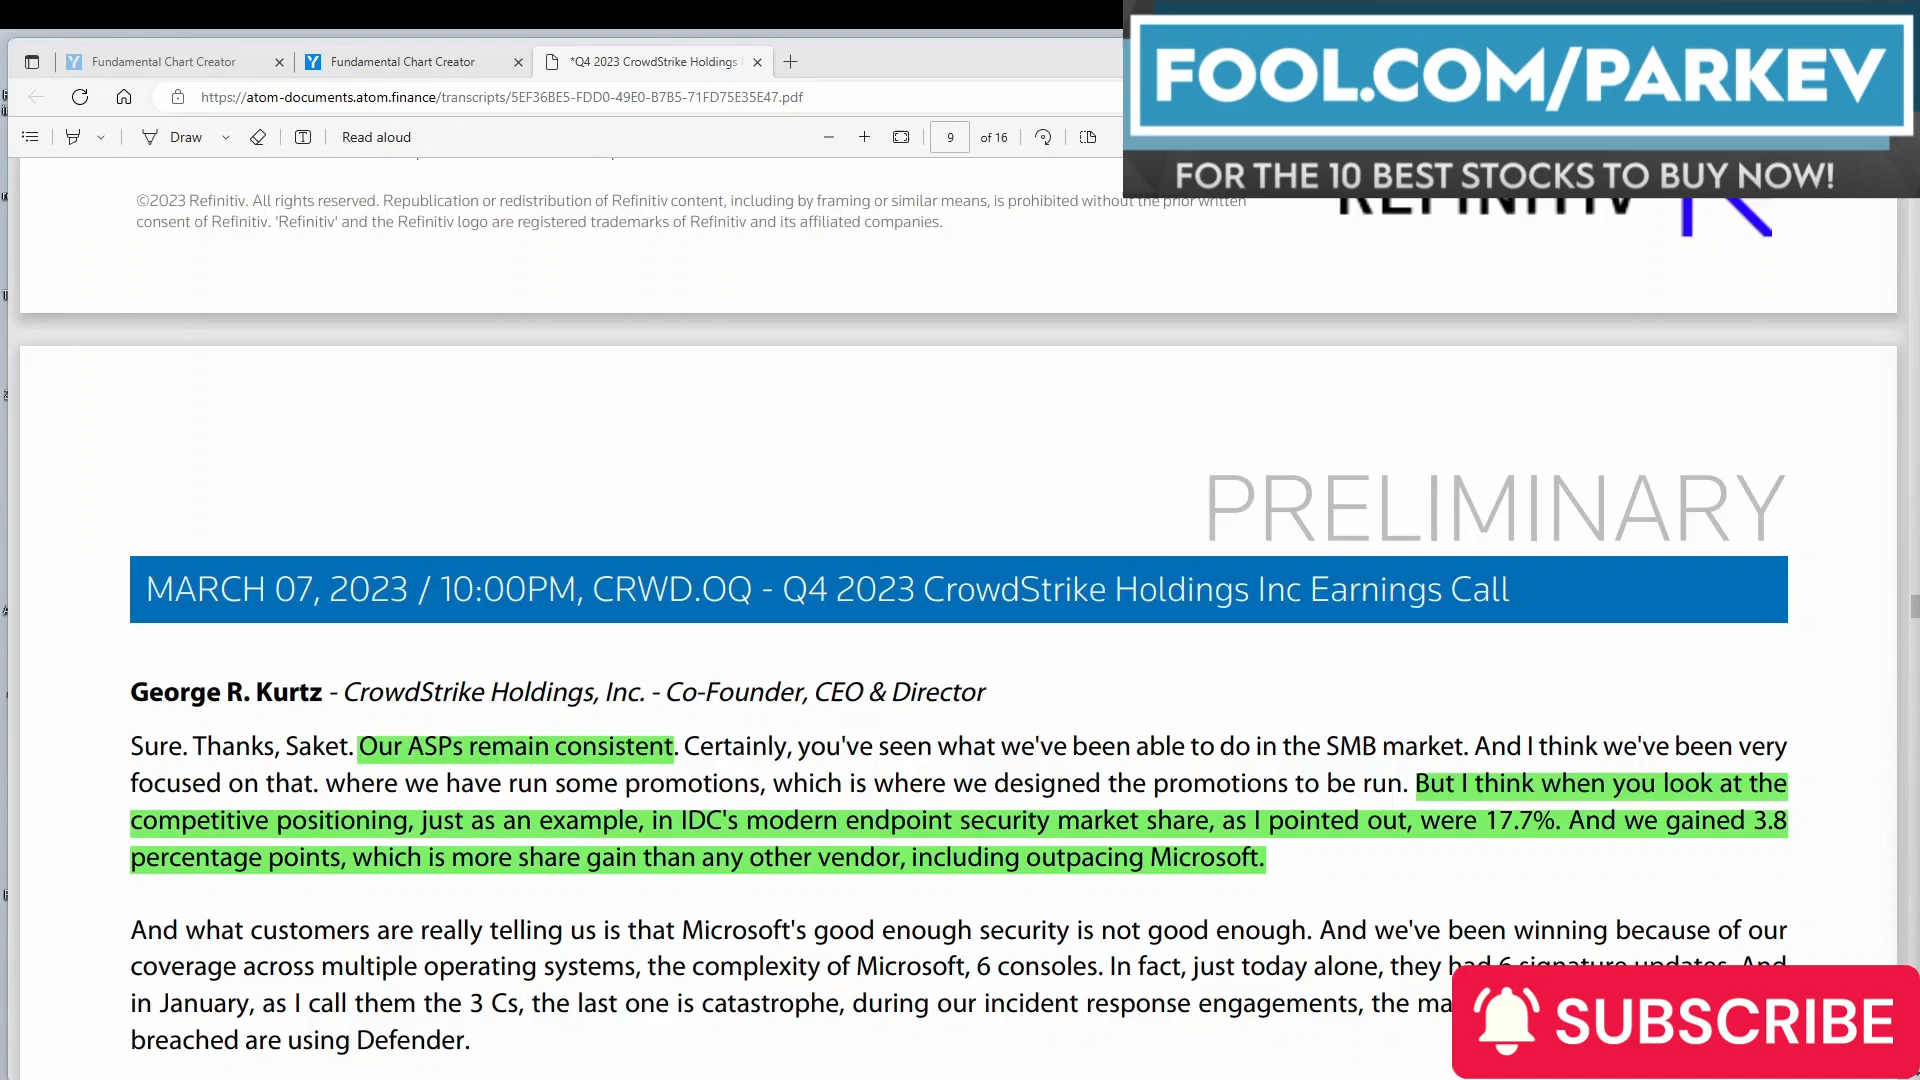 FOOL.COM/PARKEV
FOR THE 10 BEST STOCKS TO BUY NOW!
Fundamental Chart Creator
Fundamental Chart Creator
*Q4 2023 CrowdStrike Holdings
https://atom-documents.atom.finance/transcripts/5EF36BE5-FDD0-49E0-B7B5-71FD75E35E47.pdf
Draw
Read aloud
9 of 16
©2023 Refinitiv. All rights reserved. Republication or redistribution of Refinitiv content, including by framing or similar means, is prohibited without the prior written
consent of Refinitiv. 'Refinitiv' and the Refinitiv logo are registered trademarks of Refinitiv and its affiliated companies.
REFINITIV
PRELIMINARY
MARCH 07, 2023 / 10:00PM, CRWD.OQ - Q4 2023 CrowdStrike Holdings Inc Earnings Call
George R. Kurtz - CrowdStrike Holdings, Inc. - Co-Founder, CEO & Director
Sure. Thanks, Saket. Our ASPs remain consistent. Certainly, you've seen what we've been able to do in the SMB market. And I think we've been very
focused on that. where we have run some promotions, which is where we designed the promotions to be run. But I think when you look at the
competitive positioning, just as an example, in IDC's modern endpoint security market share, as I pointed out, were 17.7%. And we gained 3.8
percentage points, which is more share gain than any other vendor, including outpacing Microsoft.
And what customers are really telling us is that Microsoft's good enough security is not good enough. And we've been winning because of our
coverage across multiple operating systems, the complexity of Microsoft, 6 consoles. In fact, just today alone, they had 6 signature updates. And
in January, as I call them the 3 Cs, the last one is catastrophe, during our incident response engagements, the
breached are using Defender.
SUBSCRIBE